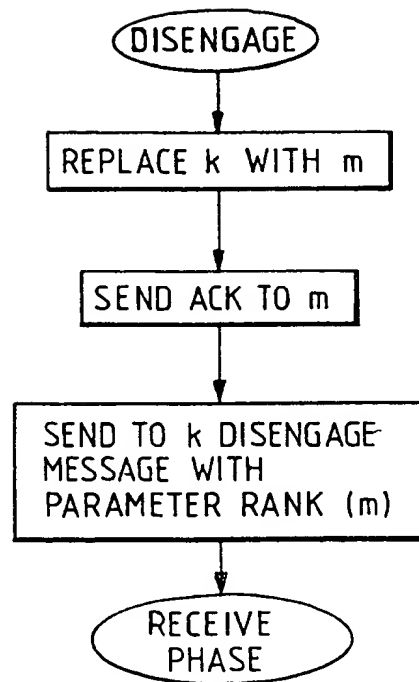 DISENGAGE
REPLACE k WITH m
SEND ACK TO m
SEND TO k DISENGAGE
MESSAGE WITH
PARAMETER RANK (m)
RECEIVE
PHASE